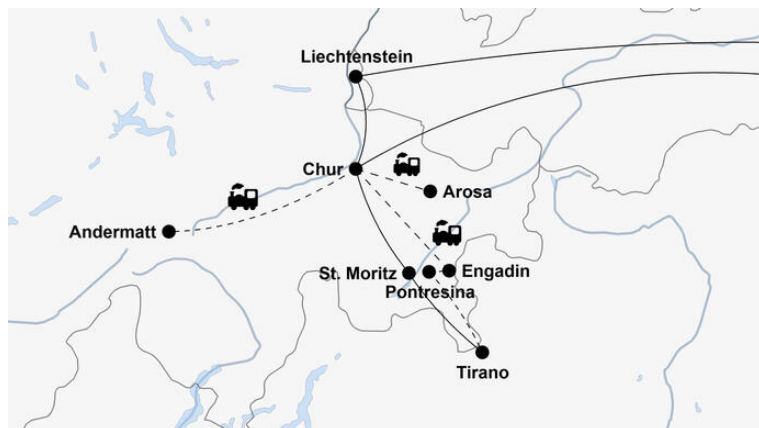 Liechtenstein
Chur
Arosa
Andermatt
St. Moritz
Engadin
Pontresina
Tirano